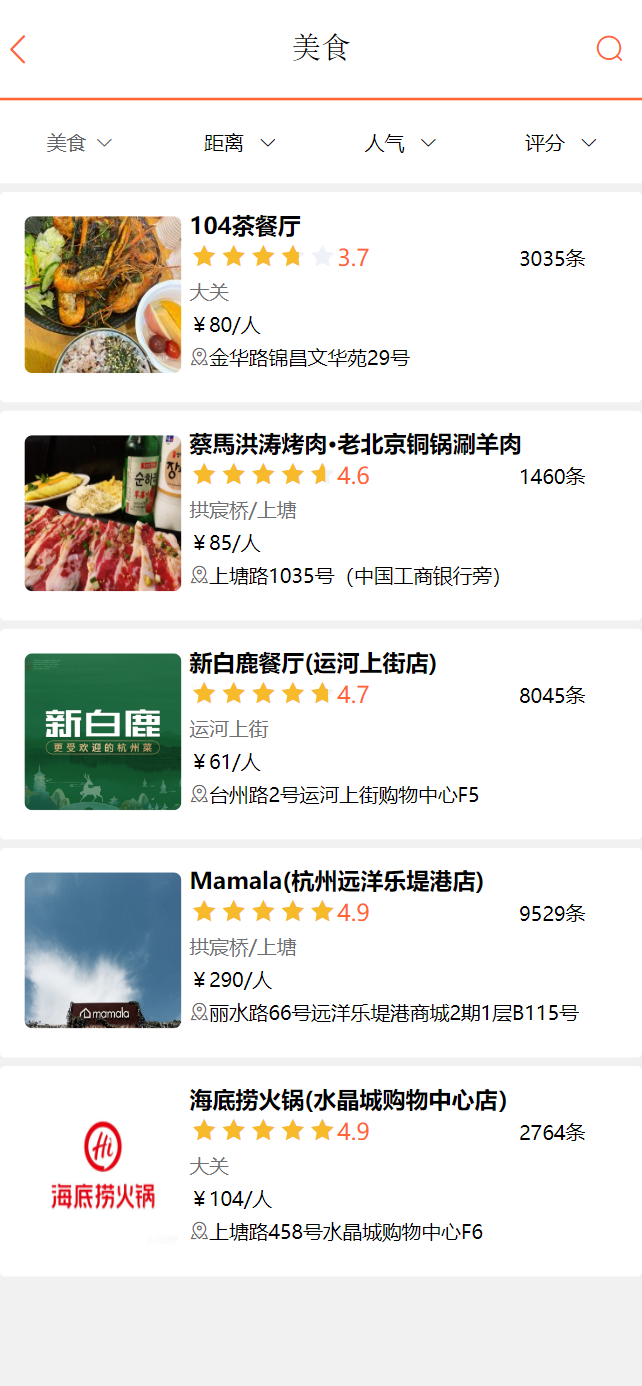 美食
美食
距离
人气
评分
104茶餐厅
3.7
3035条
大关
￥80/人
金华路锦昌文华苑29号
蔡馬洪涛烤肉•老北京铜锅涮羊肉
4.6
1460条
拱宸桥/上塘
￥85/人
上塘路1035号（中国工商银行旁）
순하리
新白鹿餐厅(运河上街店)
4.7
8045条
运河上街
￥61/人
台州路2号运河上街购物中心F5
新白鹿
更受欢迎的杭州菜
Mamala(杭州远洋乐堤港店)
4.9
9529条
拱宸桥/上塘
￥290/人
丽水路66号远洋乐堤港商城2期1层B115号
mamala
海底捞火锅(水晶城购物中心店）
4.9
2764条
大关
￥104/人
上塘路458号水晶城购物中心F6
Hi
海底捞火锅